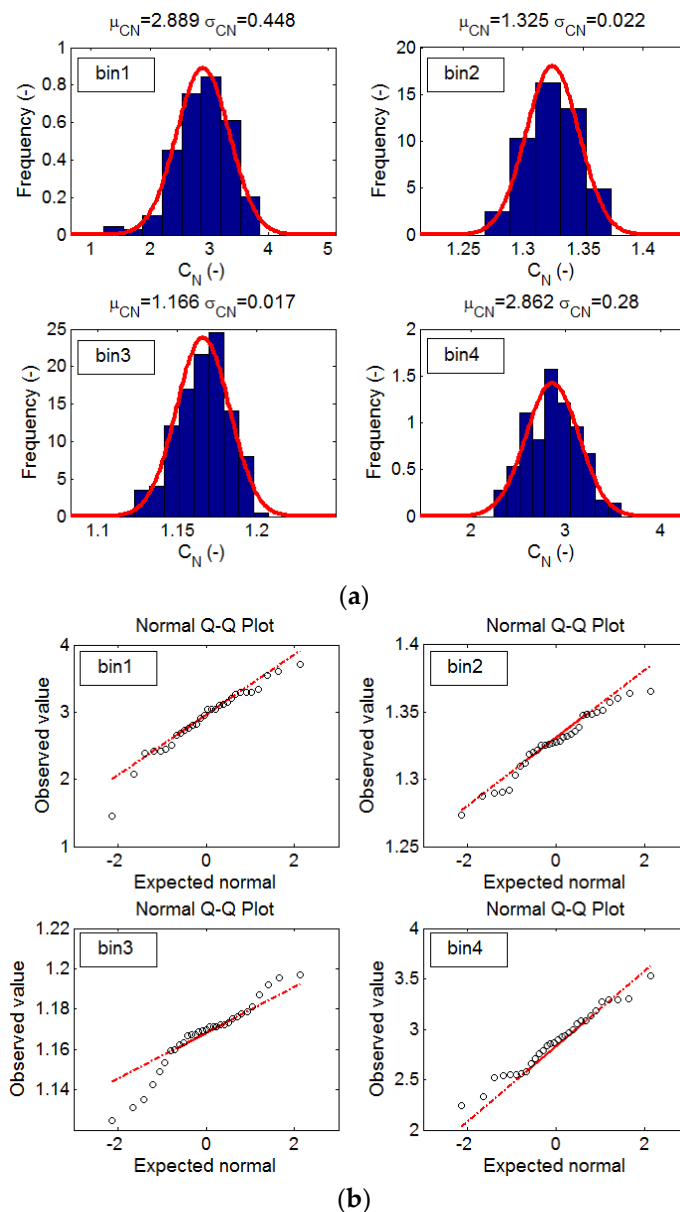 μCN=2.889 σCN=0.448
μCN=1.325 σCN=0.022
1
0.8
0.6
0.4
0.2
0
bin1
Frequency (-)
1 2 3 4 5
CN (-)
20
15
10
5
0
bin2
Frequency (-)
1.25 1.3 1.35 1.4
CN (-)
μCN=1.166 σCN=0.017
μCN=2.862 σCN=0.28
25
20
15
10
5
0
bin3
Frequency (-)
1.1 1.15 1.2
CN (-)
2
1.5
1
0.5
0
bin4
Frequency (-)
2 3 4
CN (-)
(a)
Normal Q-Q Plot
4
3
2
1
bin1
Observed value
-2 0 2
Expected normal
Normal Q-Q Plot
1.4
1.35
1.3
1.25
bin2
Observed value
-2 0 2
Expected normal
Normal Q-Q Plot
1.22
1.2
1.18
1.16
1.14
bin3
Observed value
-2 0 2
Expected normal
Normal Q-Q Plot
4
3.5
3
2.5
2
bin4
Observed value
-2 0 2
Expected normal
(b)